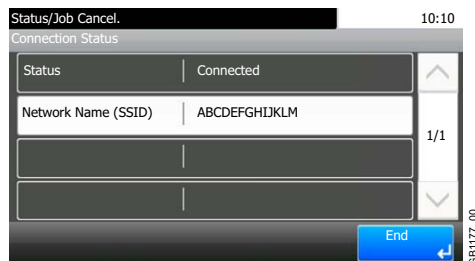 Status/Job Cancel. 10:10
Connection Status
Status Connected
Network Name (SSID) ABCDEFGHIJKLM
1/1
End
GB1177_00